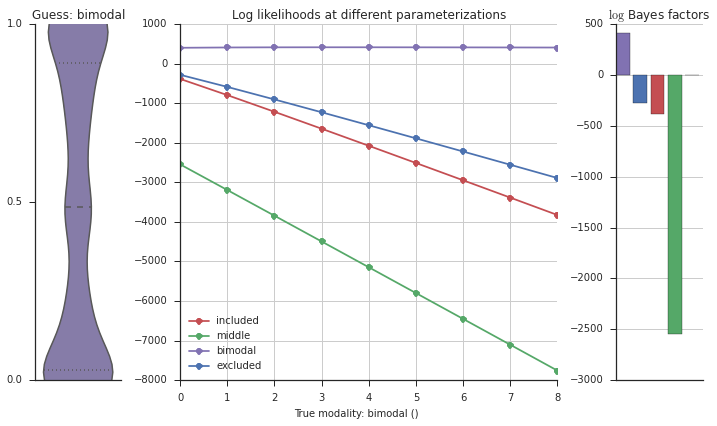 Guess: bimodal
1.0
0.5
0.0
Log likelihoods at different parameterizations
1000
0
−1000
−2000
−3000
−4000
−5000
−6000
−7000
−8000
included
middle
bimodal
excluded
0 1 2 3 4 5 6 7 8
True modality: bimodal ()
log Bayes factors
500
0
−500
−1000
−1500
−2000
−2500
−3000